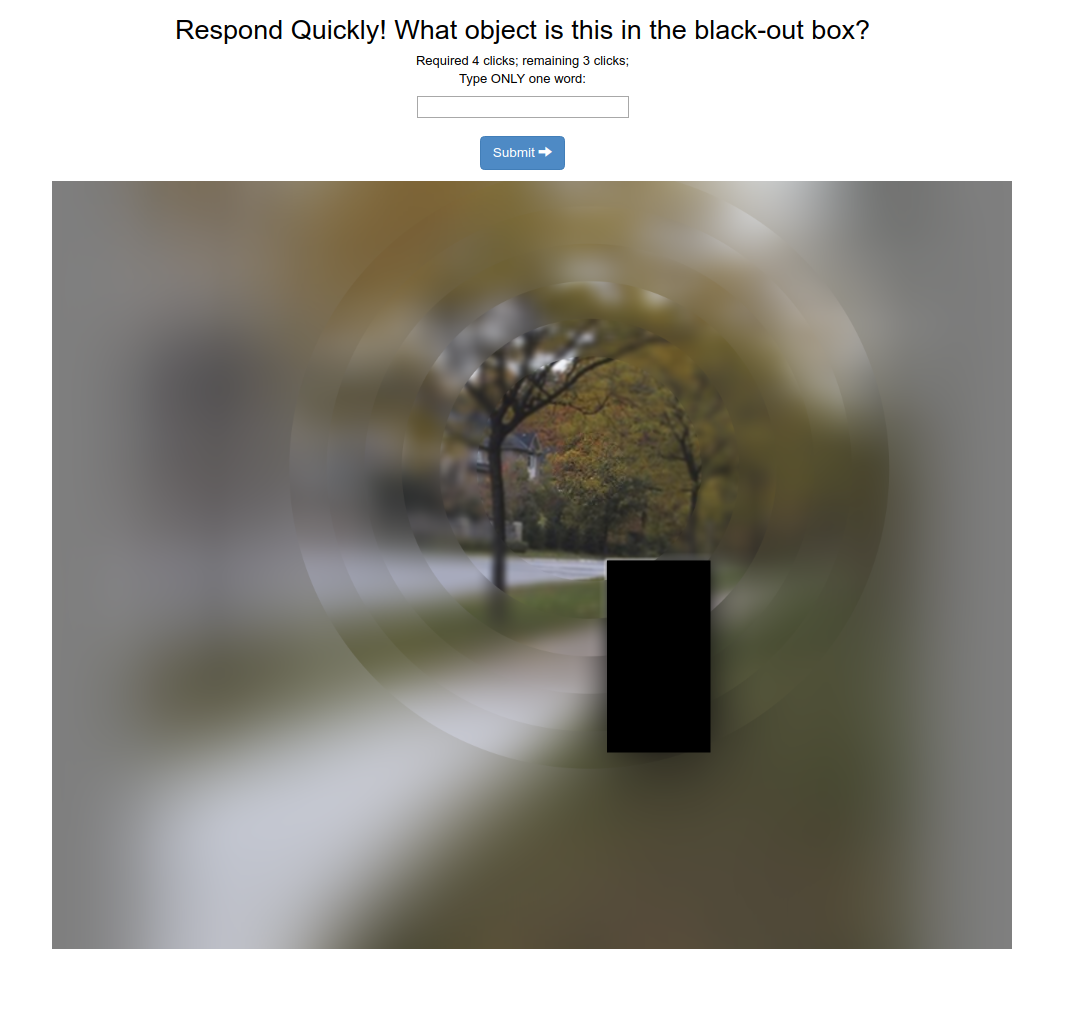 Respond Quickly! What object is this in the black-out box?
Required 4 clicks; remaining 3 clicks;
Type ONLY one word:
Submit